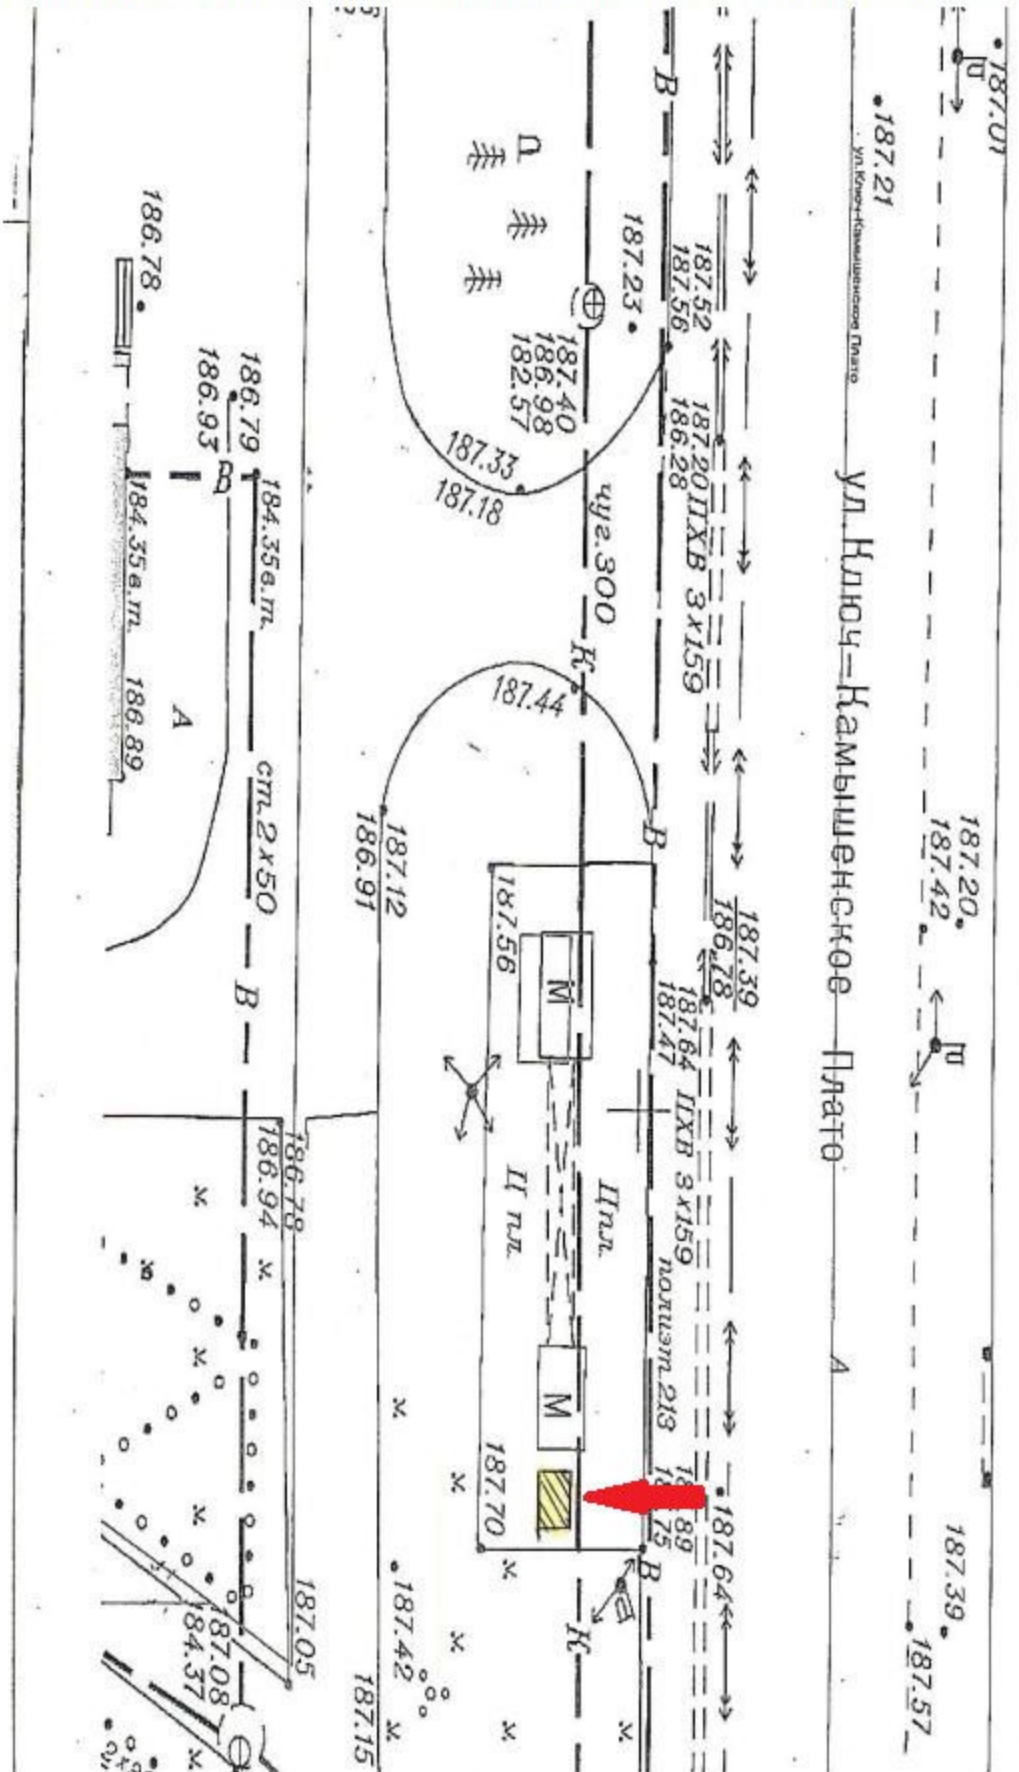 187.01
П
187.21
ул.Ключ-Камышенское Плато
ул.Ключ-Камышенское Плато
187.20
187.42
П
А
187.39
187.57
В
П
187.23
187.52
187.56
187.40
186.98
182.57
187.20
186.28
ПХВ 3х159
187.33
187.18
чуг.300
К
187.44
В
187.39
186.78
187.64
187.47
ПХВ 3х159
полиэт.213
187.64
75
187.56
М
Ц пл.
Цпл.
М
187.70
В
П
К
187.12
186.91
187.42
187.15
186.78
186.79
186.93
В
184.35в.т.
184.35в.т.
186.89
А
ст.2х50
В
186.78
186.94
187.05
187.08
184.37